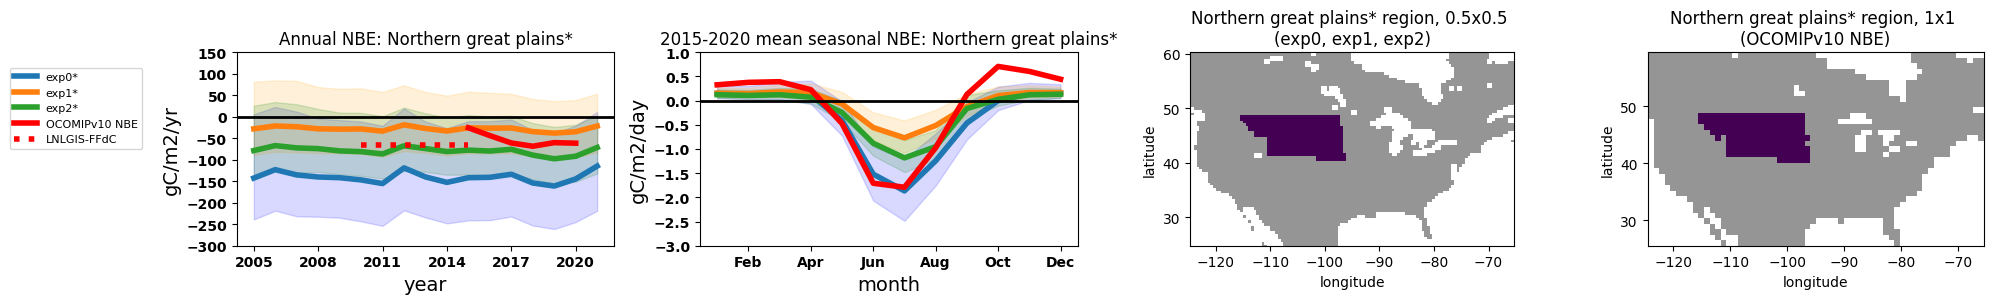 exp0*
exp1*
exp2*
OCOMIPv10 NBE
LNLGIS-FFdC
Annual NBE: Northern great plains*
gC/m2/yr
150
100
50
0
−50
−100
−150
−200
−250
−300
2005 2008 2011 2014 2017 2020
year
2015-2020 mean seasonal NBE: Northern great plains*
gC/m2/day
1.0
0.5
0.0
−0.5
−1.0
−1.5
−2.0
−2.5
−3.0
Feb Apr Jun Aug Oct Dec
month
Northern great plains* region, 0.5x0.5
(exp0, exp1, exp2)
latitude
60
50
40
30
−120 −110 −100 −90 −80 −70
longitude
Northern great plains* region, 1x1
(OCOMIPv10 NBE)
latitude
50
40
30
−120 −110 −100 −90 −80 −70
longitude